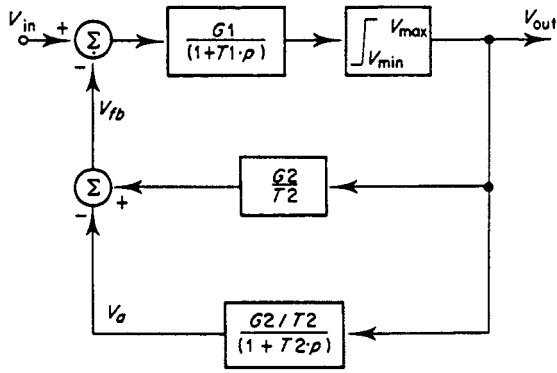 V_in
+
Σ
−
G1
(1+T1·p)
V_max
V_min
V_out
V_fb
Σ
−
+
G2
T2
V_a
G2/T2
(1+T2·p)